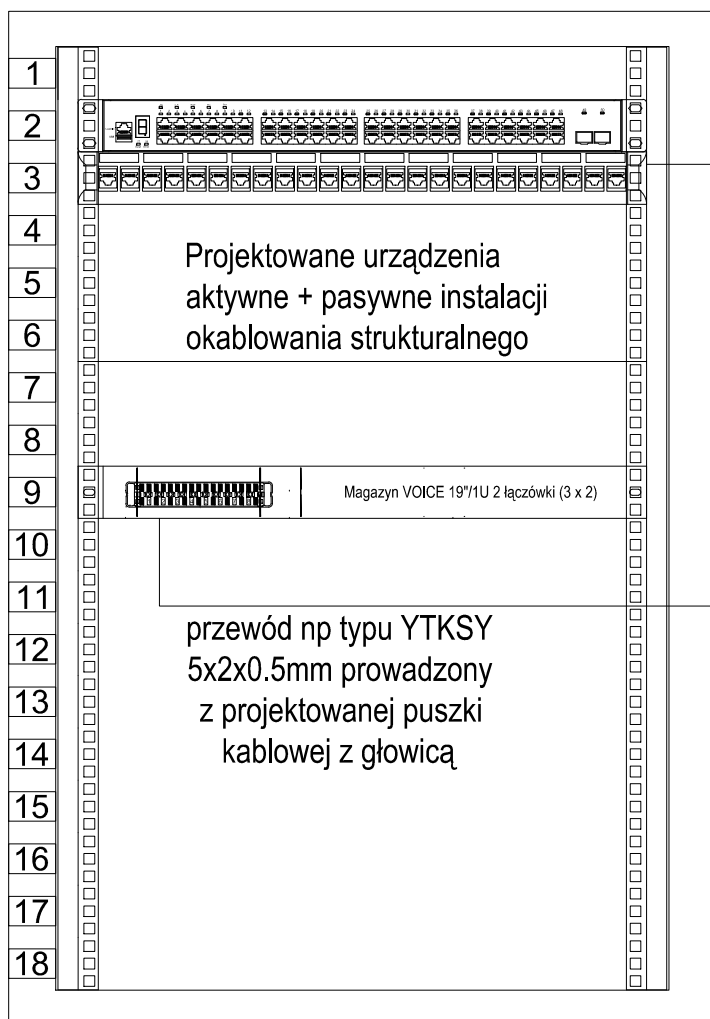 1
2
3
4
Projektowane urządzenia
5
aktywne + pasywne instalacji
6
okablowania strukturalnego
7
8
9
Magazyn VOICE 19"/1U 2 łączówki (3 x 2)
10
11
przewód np typu YTKSY
12
5x2x0.5mm prowadzony
13
z projektowanej puszki
14
kablowej z głowicą
15
16
17
18